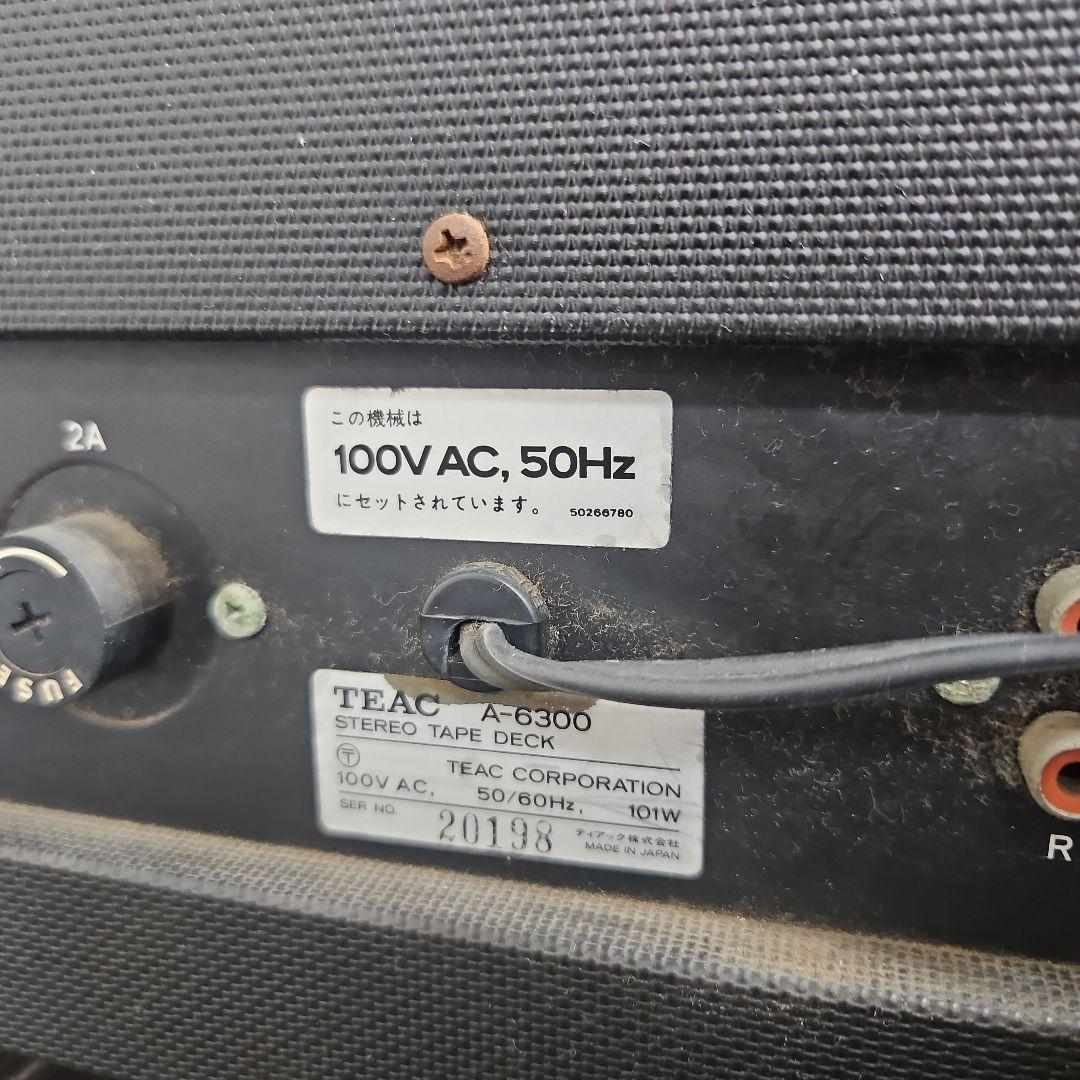 2A
この機械は
100V AC, 50Hz
にセットされています。 50266780
FUSE
TEAC A-6300
STEREO TAPE DECK
〒 TEAC CORPORATION
100V AC, 50/60Hz, 101W
SER NO. 20198 ティアック株式会社
MADE IN JAPAN
R